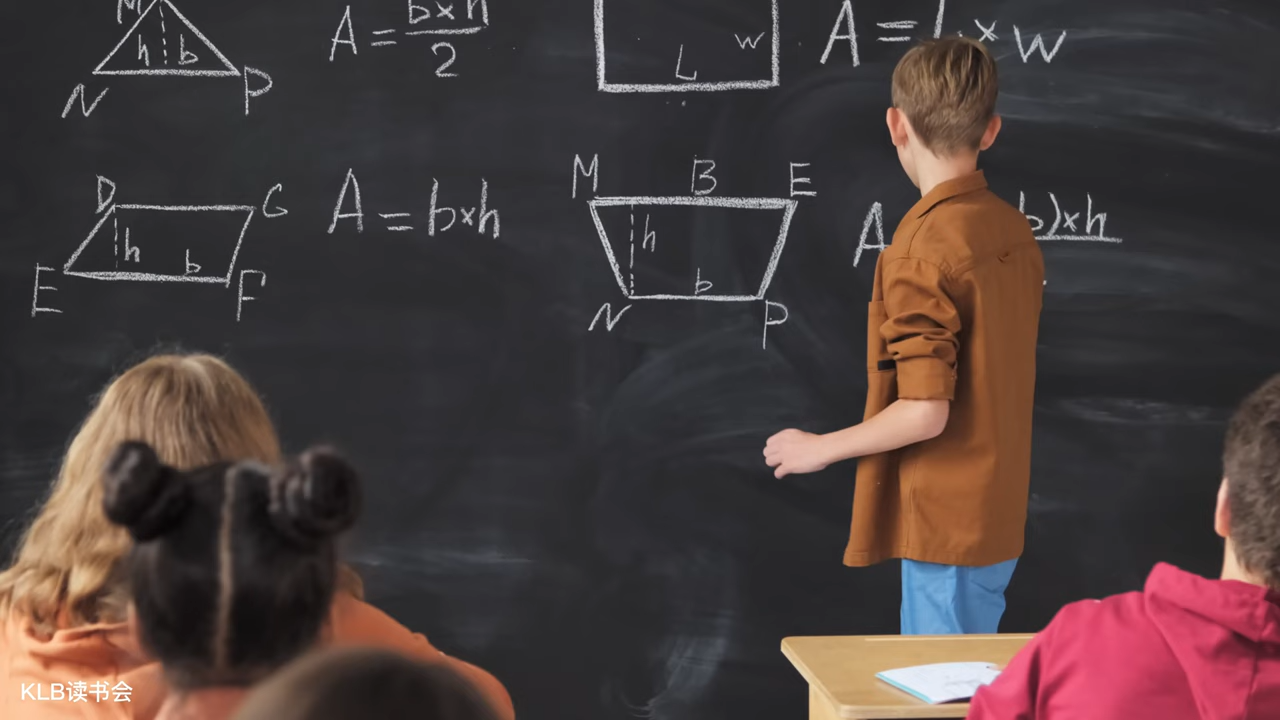 M
h b
N P
A = b×h
2
L w
A = L × w
D G
h b
E F
A = b×h
M B E
h
b
N P
A b)×h
KLB读书会